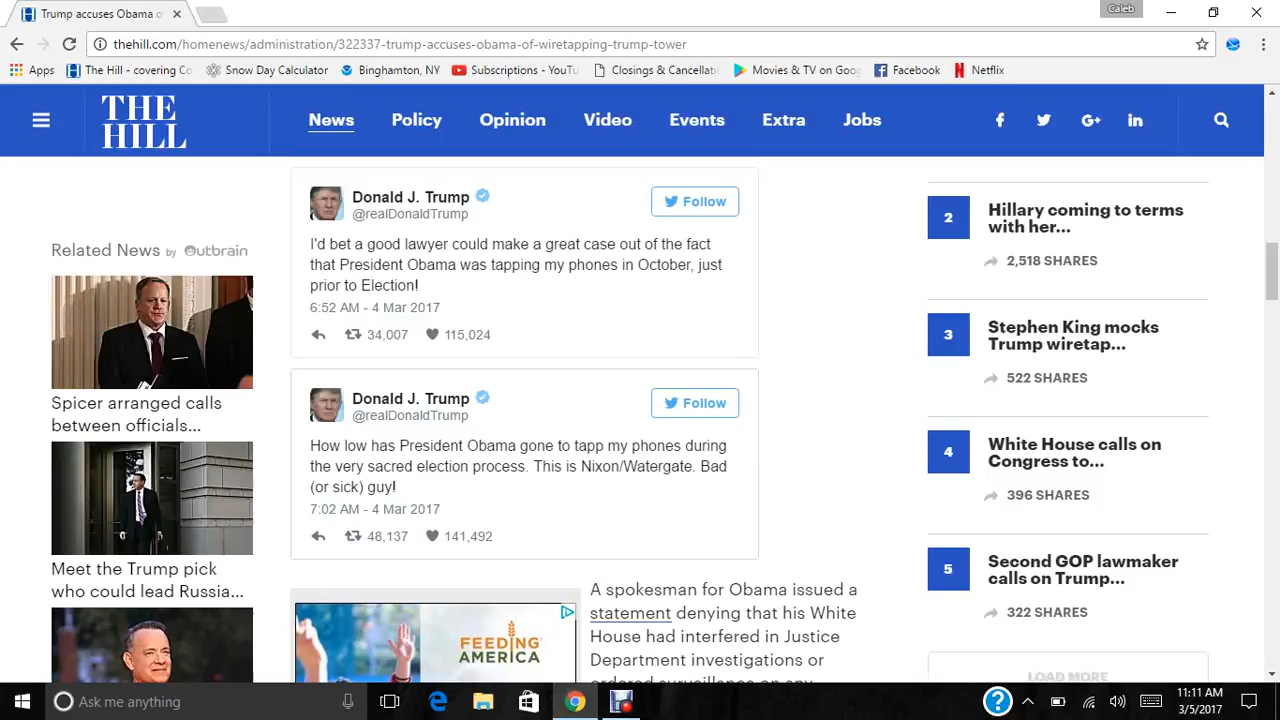 Trump accuses Obama o
Caleb
thehill.com/homenews/administration/322337-trump-accuses-obama-of-wiretapping-trump-tower
Apps
The Hill - covering Co
Snow Day Calculator
Binghamton, NY
Subscriptions - YouTu
Closings & Cancellati
Movies & TV on Goog
Facebook
Netflix
THE
HILL
News
Policy
Opinion
Video
Events
Extra
Jobs
Related News by Outbrain
Spicer arranged calls
between officials...
Meet the Trump pick
who could lead Russia...
Donald J. Trump
@realDonaldTrump
Follow
I'd bet a good lawyer could make a great case out of the fact
that President Obama was tapping my phones in October, just
prior to Election!
6:52 AM - 4 Mar 2017
34,007
115,024
Donald J. Trump
@realDonaldTrump
Follow
How low has President Obama gone to tapp my phones during
the very sacred election process. This is Nixon/Watergate. Bad
(or sick) guy!
7:02 AM - 4 Mar 2017
48,137
141,492
FEEDING
AMERICA
A spokesman for Obama issued a
statement denying that his White
House had interfered in Justice
Department investigations or
ordered surveillance on any
2
Hillary coming to terms
with her...
2,518 SHARES
3
Stephen King mocks
Trump wiretap...
522 SHARES
4
White House calls on
Congress to...
396 SHARES
5
Second GOP lawmaker
calls on Trump...
322 SHARES
LOAD MORE
Ask me anything
11:11 AM
3/5/2017